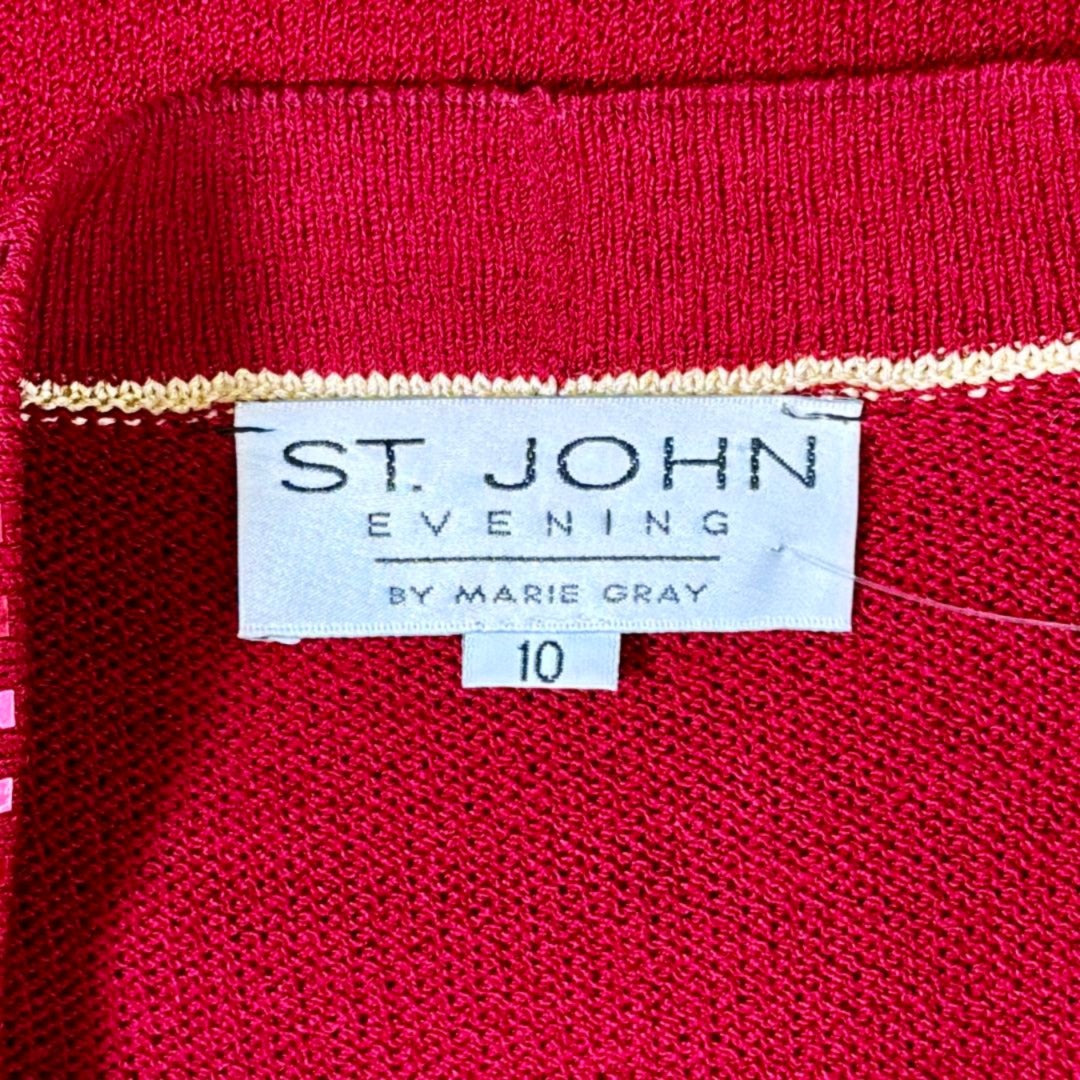 ST. JOHN
EVENING
BY MARIE GRAY
10